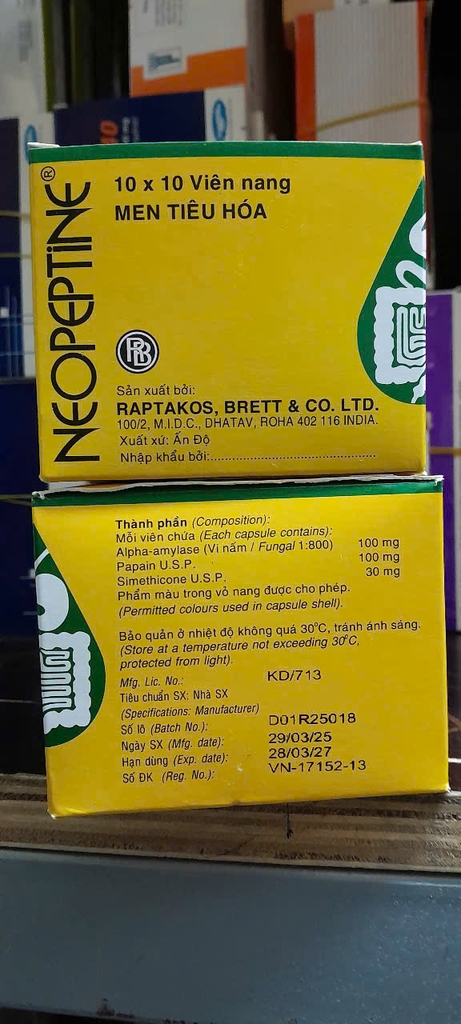 NEOPEPTINE®
10 x 10 Viên nang
MEN TIÊU HÓA
RB
Sản xuất bởi:
RAPTAKOS, BRETT & CO. LTD.
100/2, M.I.D.C., DHATAV, ROHA 402 116 INDIA.
Xuất xứ: Ấn Độ
Nhập khẩu bởi:................................................
Thành phần (Composition):
Mỗi viên chứa (Each capsule contains):
Alpha-amylase (Vi nấm / Fungal 1:800) 100 mg
Papain U.S.P. 100 mg
Simethicone U.S.P. 30 mg
Phẩm màu trong vỏ nang được cho phép.
(Permitted colours used in capsule shell).
Bảo quản ở nhiệt độ không quá 30°C, tránh ánh sáng.
(Store at a temperature not exceeding 30°C,
protected from light).
Mfg. Lic. No.: KD/713
Tiêu chuẩn SX: Nhà SX
(Specifications: Manufacturer)
Số lô (Batch No.): D01R25018
Ngày SX (Mfg. date): 29/03/25
Hạn dùng (Exp. date): 28/03/27
Số ĐK (Reg. No.): VN-17152-13